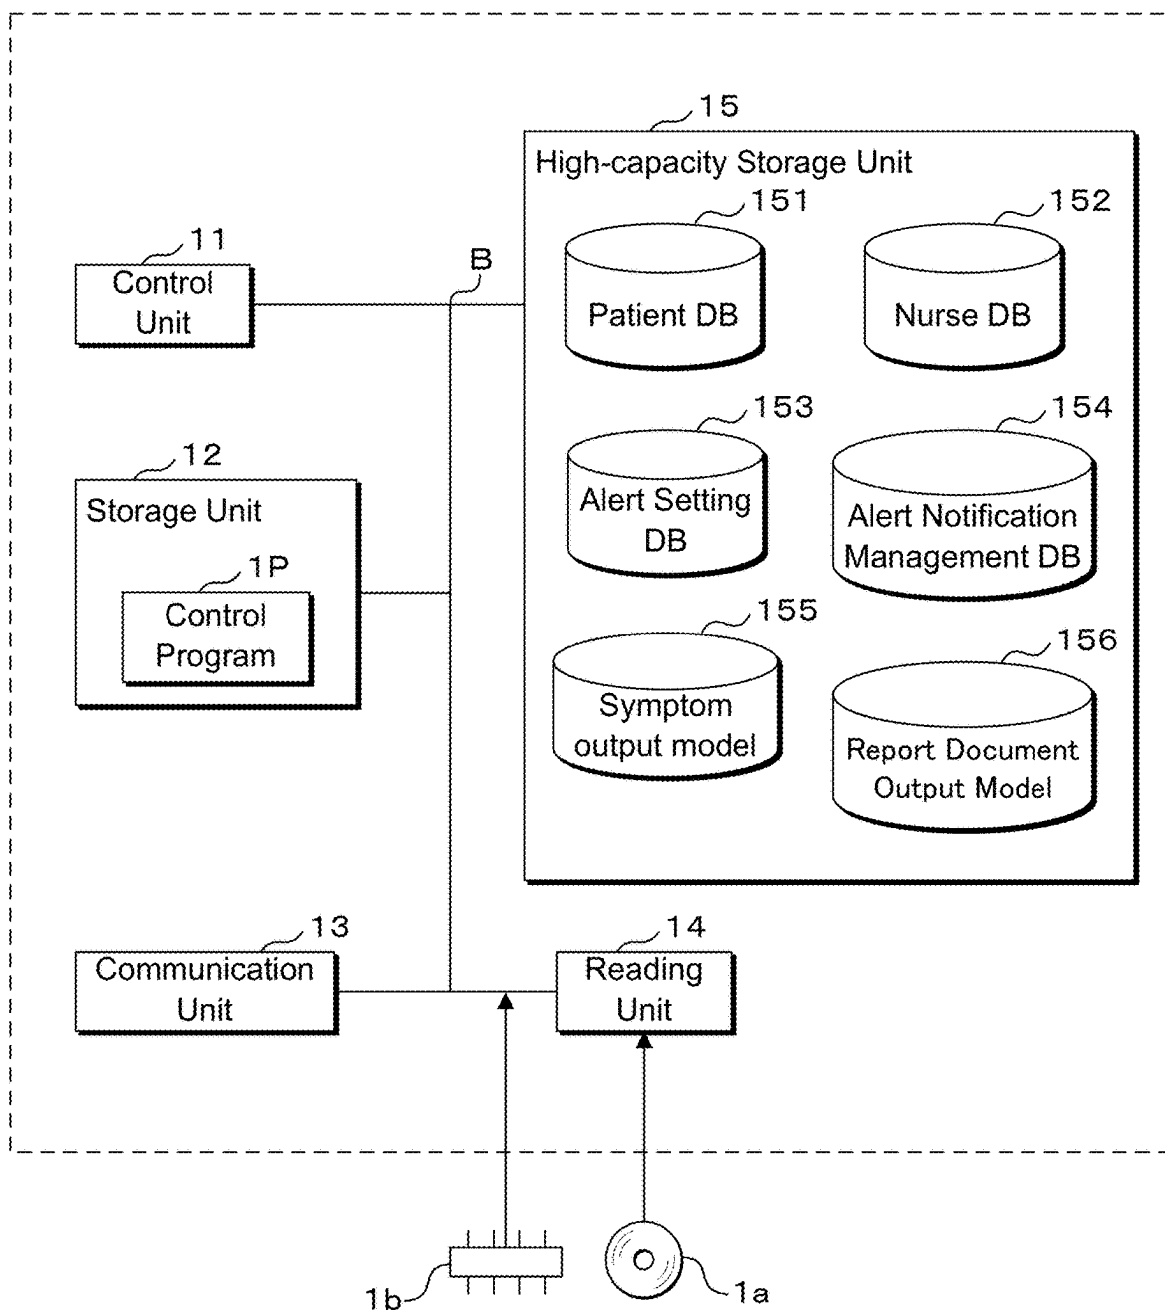 15
High-capacity Storage Unit
151
152
11
B
Control
Unit
Patient DB
Nurse DB
153
154
12
Storage Unit
Alert Setting
DB
Alert Notification
Management DB
1P
Control
Program
155
156
Symptom
output model
Report Document
Output Model
13
14
Communication
Unit
Reading
Unit
1b
1a